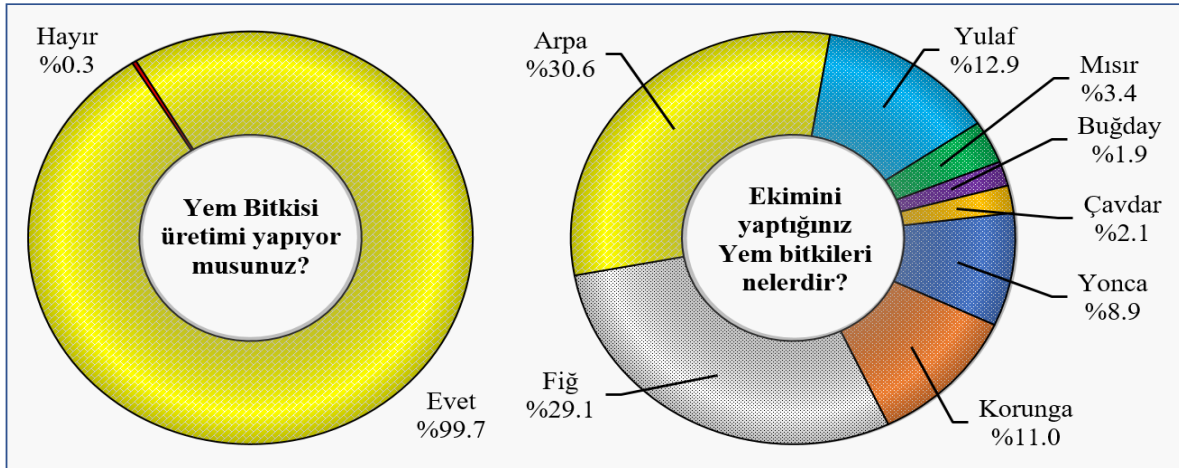 Hayır
%0.3
Yem Bitkisi
üretimi yapıyor
musunuz?
Evet
%99.7
Arpa
%30.6
Yulaf
%12.9
Mısır
%3.4
Buğday
%1.9
Çavdar
%2.1
Yonca
%8.9
Korunga
%11.0
Fiğ
%29.1
Ekimini
yaptığınız
Yem bitkileri
nelerdir?